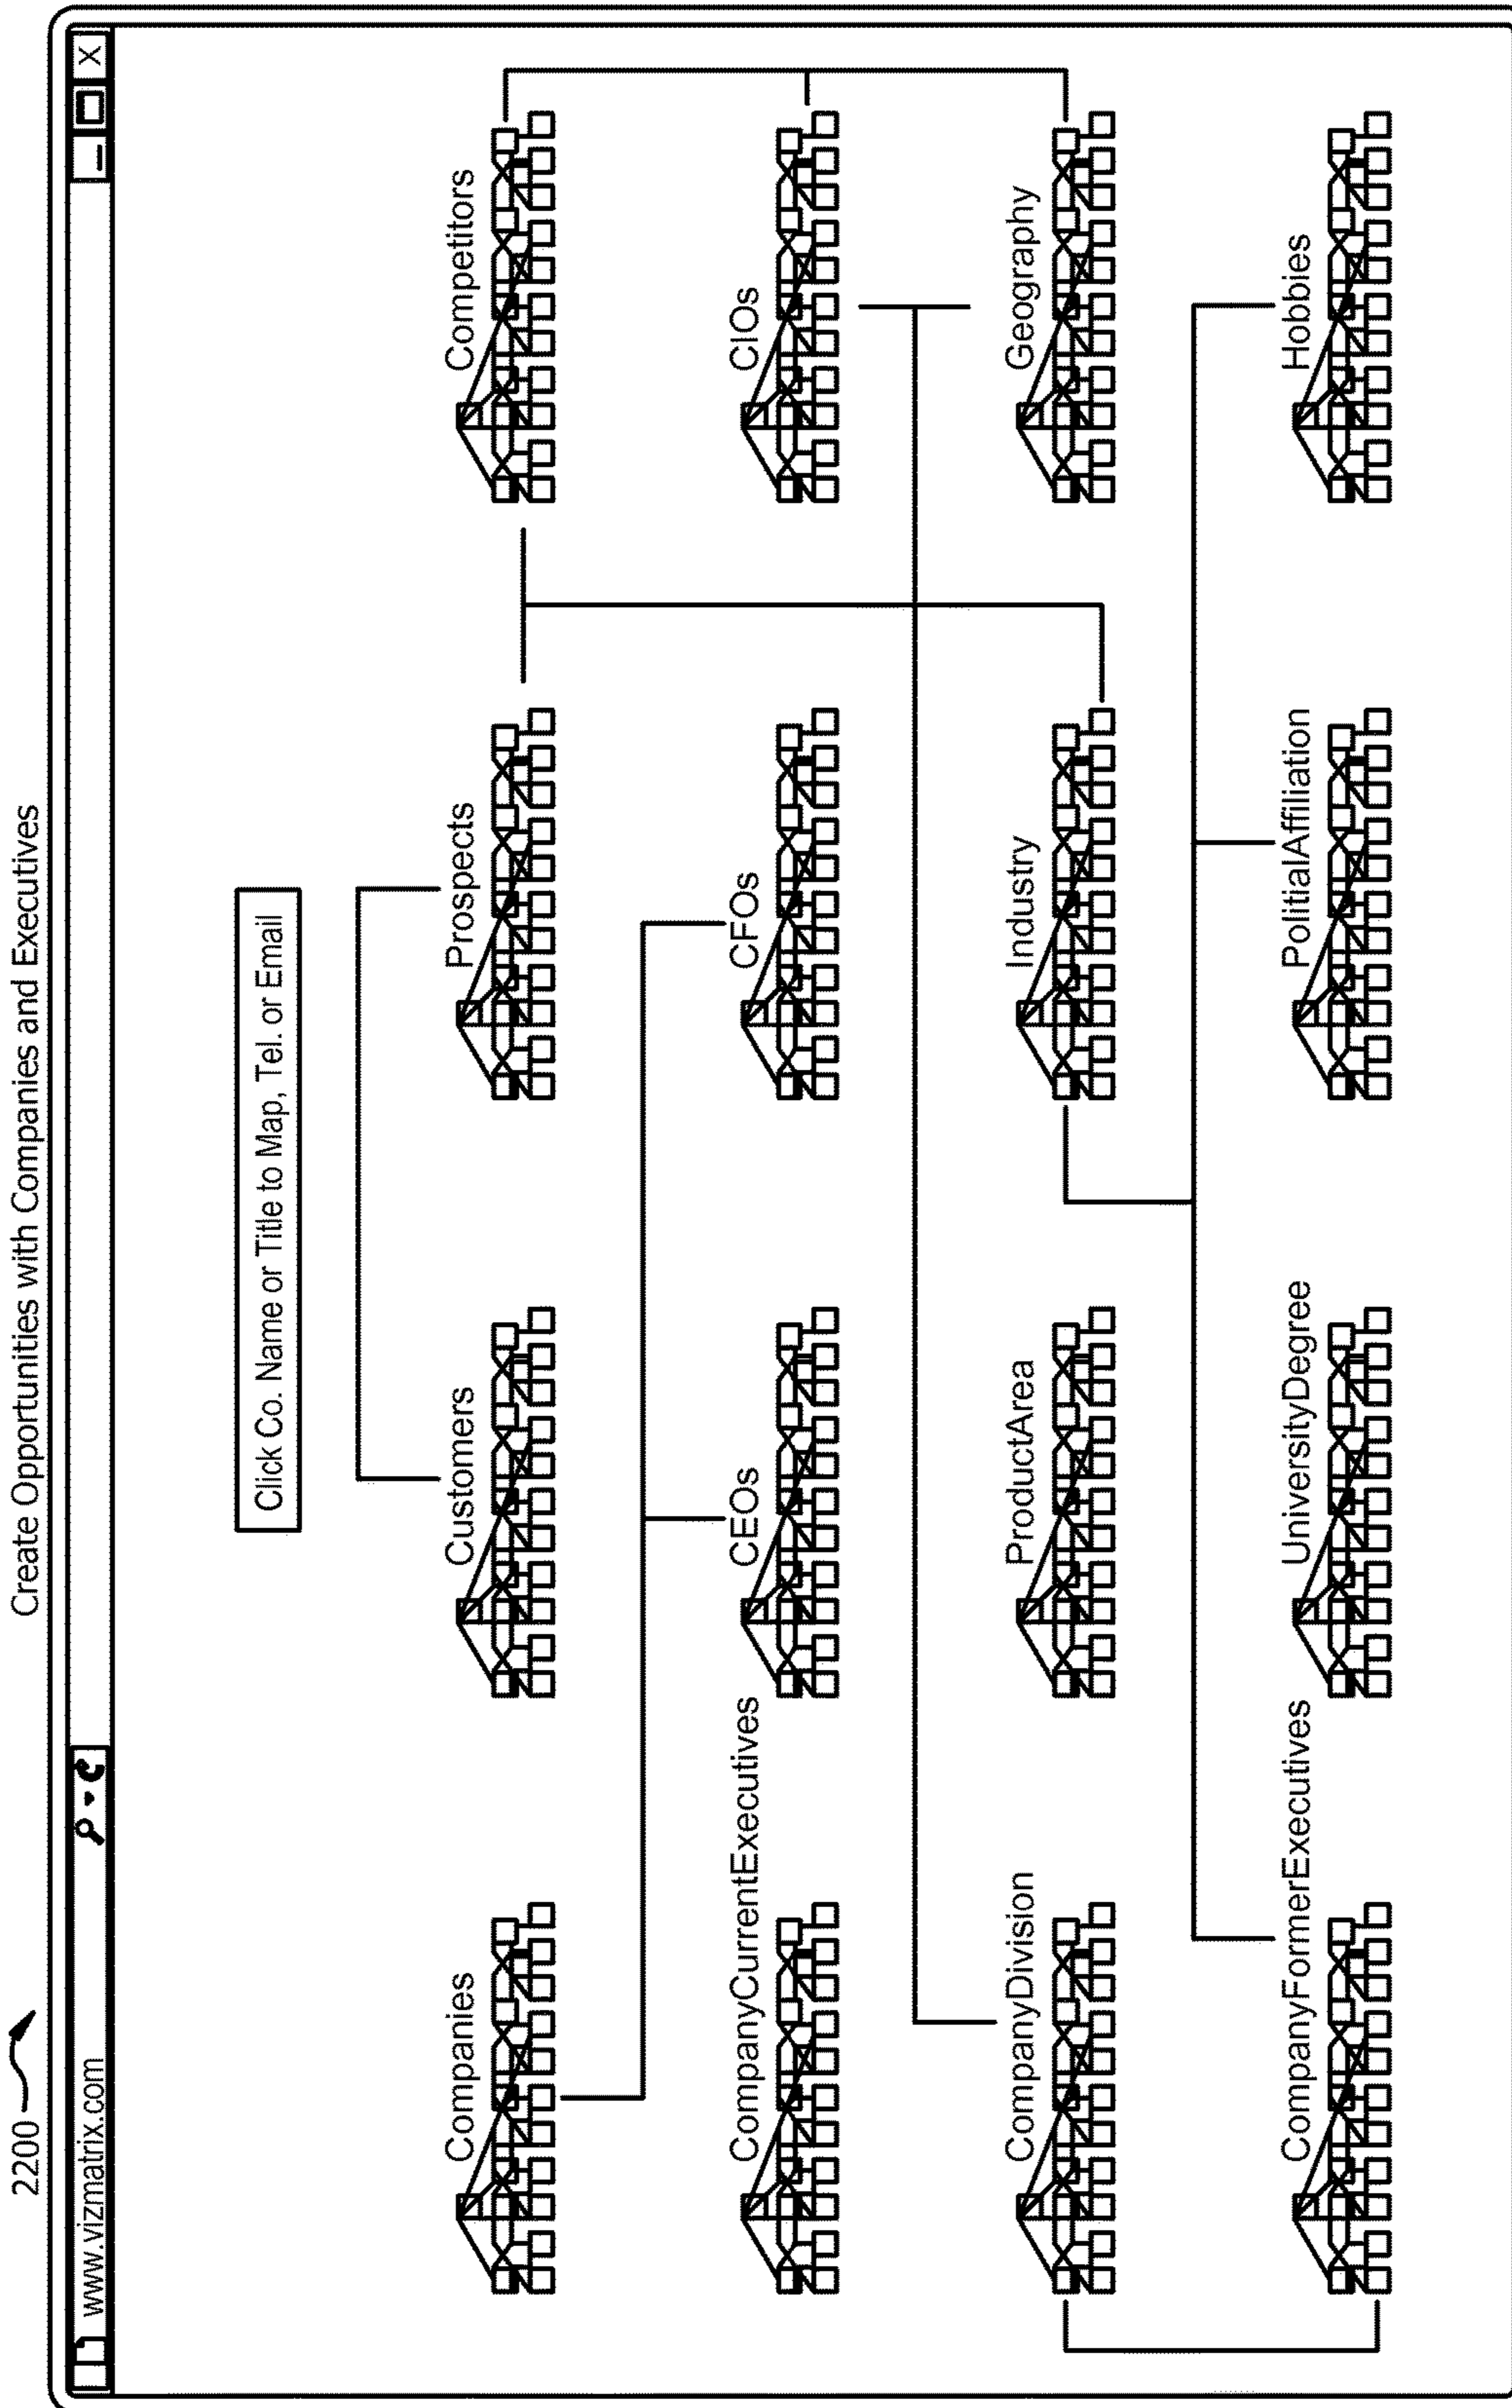 2200
Create Opportunities with Companies and Executives
www.vizmatrix.com
X
Click Co. Name or Title to Map, Tel. or Email
Companies
Customers
Prospects
Competitors
CompanyCurrentExecutives
CEOs
CFOs
CIOs
CompanyDivision
ProductArea
Industry
Geography
CompanyFormerExecutives
UniversityDegree
PolitialAffiliation
Hobbies